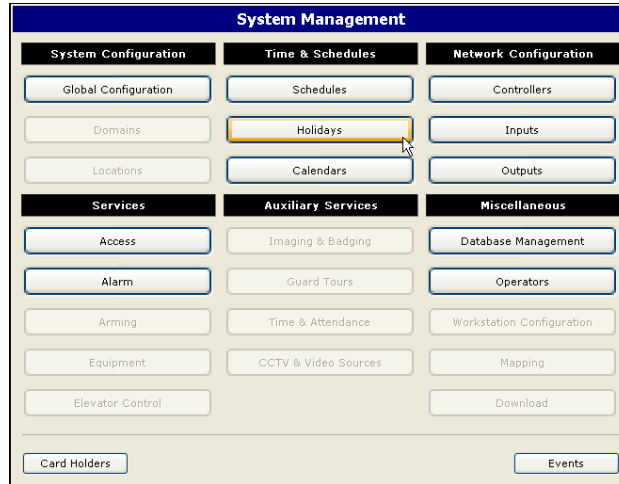 System Management
System Configuration
Time & Schedules
Network Configuration
Global Configuration
Schedules
Controllers
Domains
Holidays
Inputs
Locations
Calendars
Outputs
Services
Auxiliary Services
Miscellaneous
Access
Imaging & Badging
Database Management
Alarm
Guard Tours
Operators
Arming
Time & Attendance
Workstation Configuration
Equipment
CCTV & Video Sources
Mapping
Elevator Control
Download
Card Holders
Events